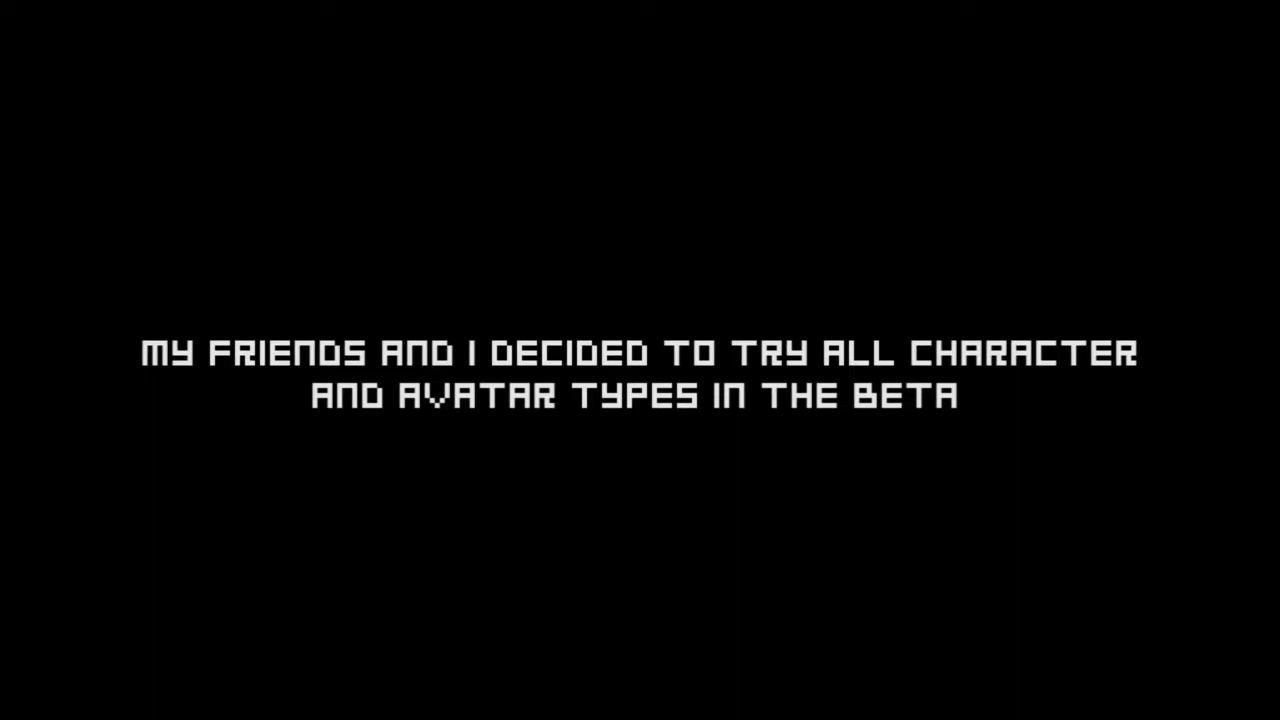 MY FRIENDS AND I DECIDED TO TRY ALL CHARACTER
AND AVATAR TYPES IN THE BETA